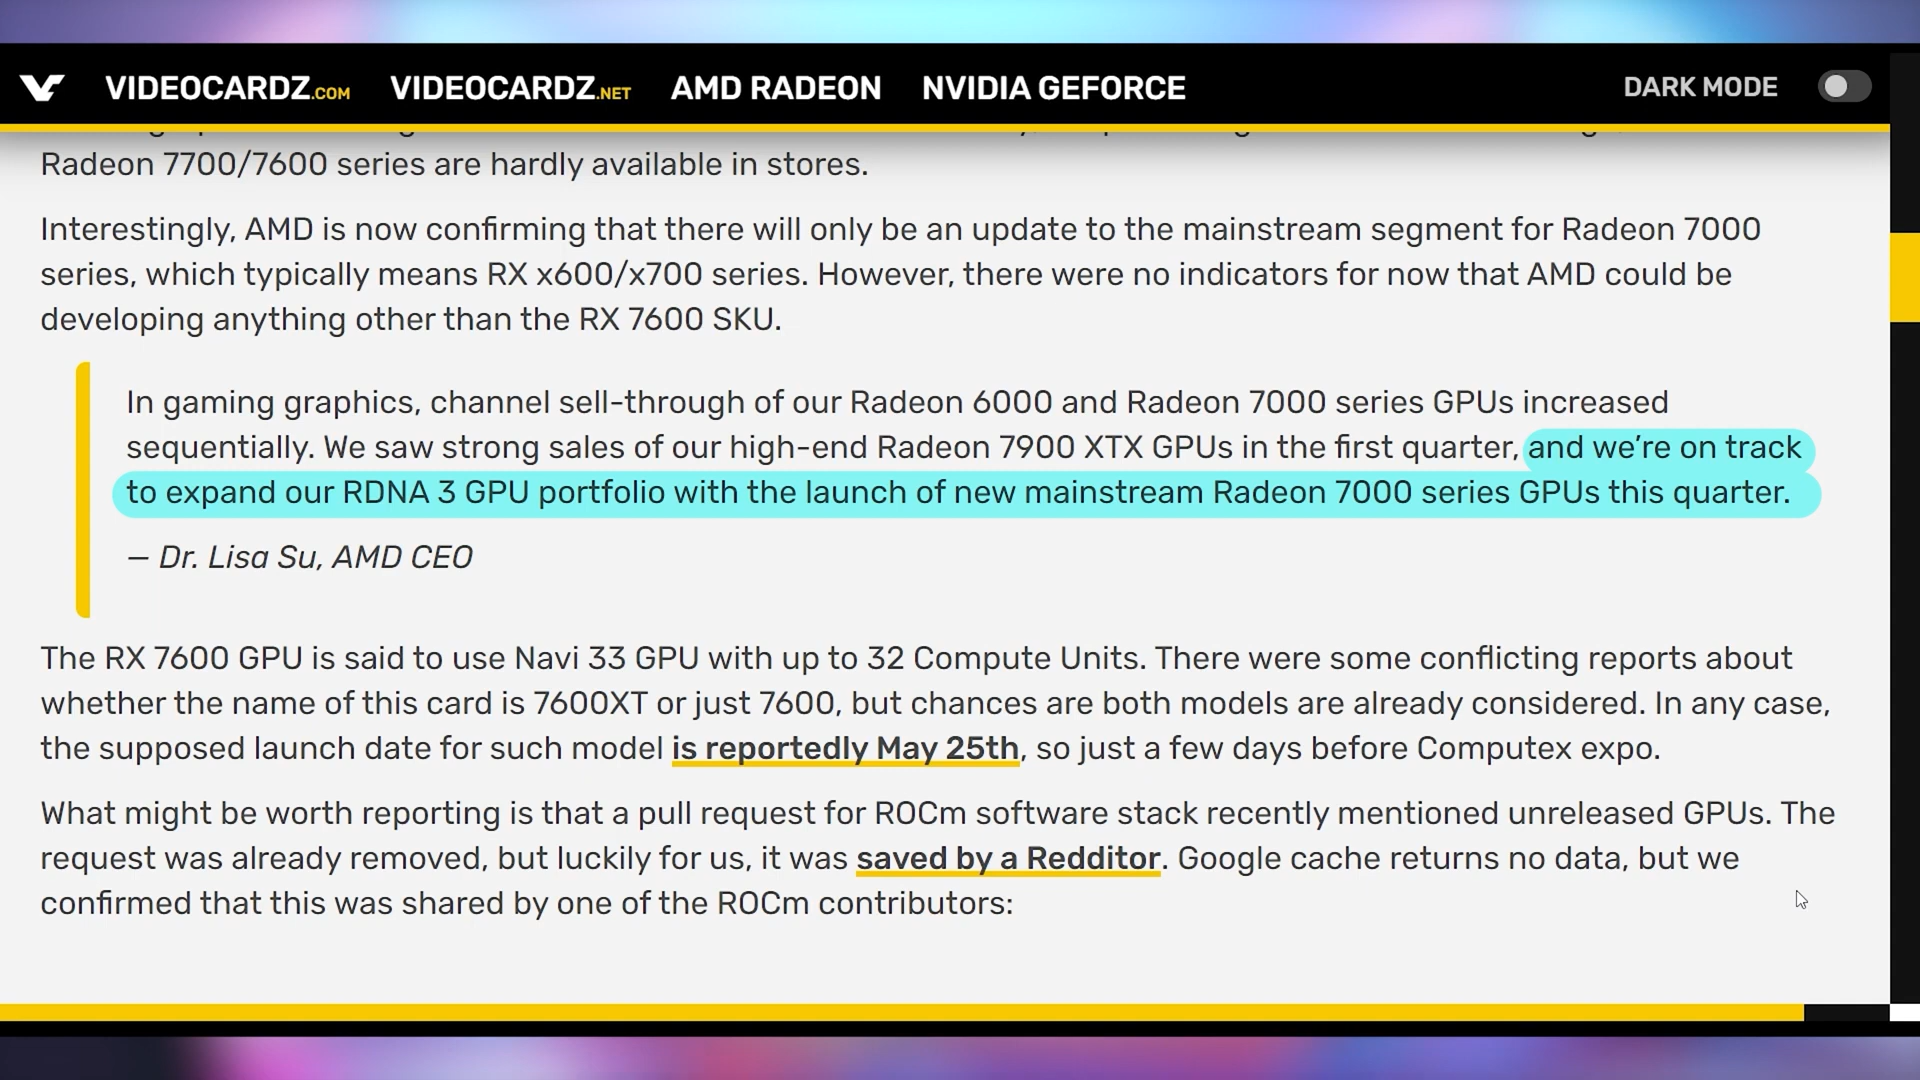 VIDEOCARDZ.COM VIDEOCARDZ.NET AMD RADEON NVIDIA GEFORCE DARK MODE
Radeon 7700/7600 series are hardly available in stores.
Interestingly, AMD is now confirming that there will only be an update to the mainstream segment for Radeon 7000
series, which typically means RX x600/x700 series. However, there were no indicators for now that AMD could be
developing anything other than the RX 7600 SKU.
In gaming graphics, channel sell-through of our Radeon 6000 and Radeon 7000 series GPUs increased
sequentially. We saw strong sales of our high-end Radeon 7900 XTX GPUs in the first quarter, and we’re on track
to expand our RDNA 3 GPU portfolio with the launch of new mainstream Radeon 7000 series GPUs this quarter.
— Dr. Lisa Su, AMD CEO
The RX 7600 GPU is said to use Navi 33 GPU with up to 32 Compute Units. There were some conflicting reports about
whether the name of this card is 7600XT or just 7600, but chances are both models are already considered. In any case,
the supposed launch date for such model is reportedly May 25th, so just a few days before Computex expo.
What might be worth reporting is that a pull request for ROCm software stack recently mentioned unreleased GPUs. The
request was already removed, but luckily for us, it was saved by a Redditor. Google cache returns no data, but we
confirmed that this was shared by one of the ROCm contributors: